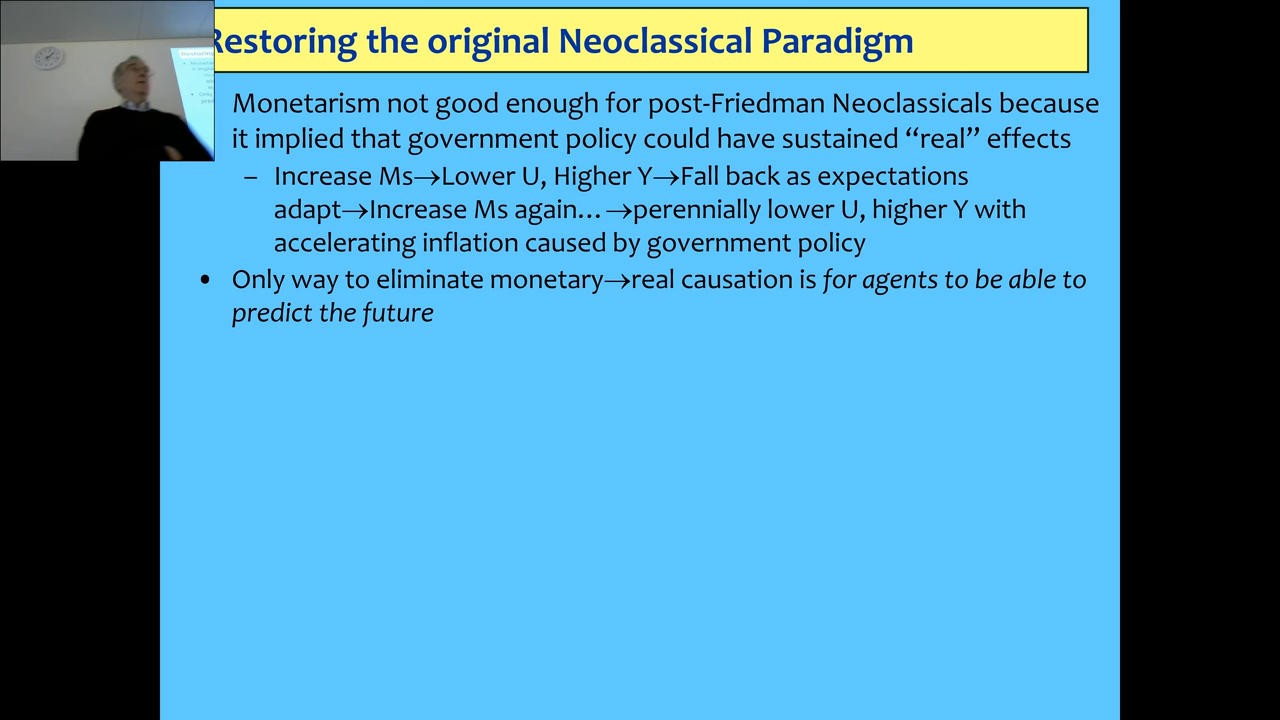 Restoring the original Neoclassical Paradigm
Monetarism not good enough for post-Friedman Neoclassicals because
it implied that government policy could have sustained “real” effects
– Increase Ms→Lower U, Higher Y→Fall back as expectations
adapt→Increase Ms again…→perennially lower U, higher Y with
accelerating inflation caused by government policy
• Only way to eliminate monetary→real causation is for agents to be able to
predict the future